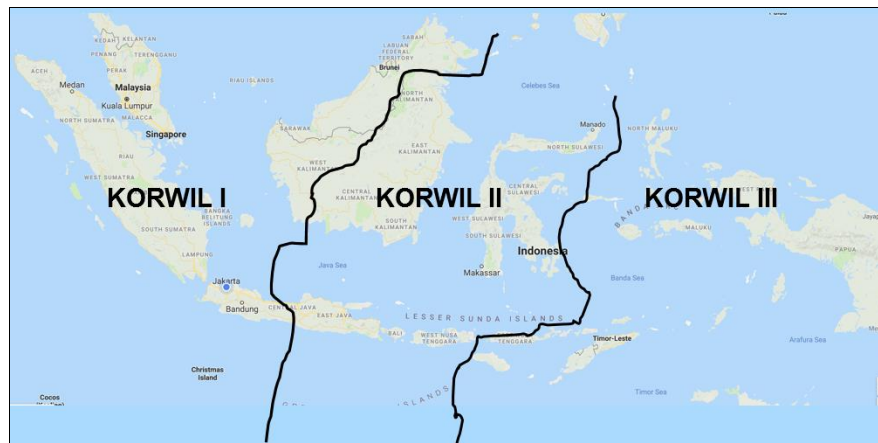 KEDAH
KELANTAN
PENANG
TERENGGANU
PERAK
ACEH
Medan
Malaysia
Kuala Lumpur
MALACCA
NORTH SUMATRA
Singapore
RIAU
RIAU ISLANDS
WEST SUMATRA
BANGKA
BELITUNG
ISLANDS
SOUTH SUMATRA
LAMPUNG
KORWIL I
Jakarta
Bandung
CENTRAL JAVA
EAST JAVA
Java Sea
Christmas
Island
Cocos
LABUAN
FEDERAL
TERRITORY
Brunei
SARAWAK
NORTH
KALIMANTAN
WEST
KALIMANTAN
EAST
KALIMANTAN
CENTRAL
KALIMANTAN
SOUTH
KALIMANTAN
KORWIL II
Celebes Sea
Manado
NORTH SULAWESI
CENTRAL
SULAWESI
WEST SULAWESI
SOUTH SULAWESI
Makassar
Indonesia
LESSER SUNDA ISLANDS
BALI
WEST NUSA
TENGGARA
TENGGARA
Timor-Leste
NORTH MALUKU
KORWIL III
MALUKU
PAPUA
Banda Sea
Arafura Sea
Timor Sea